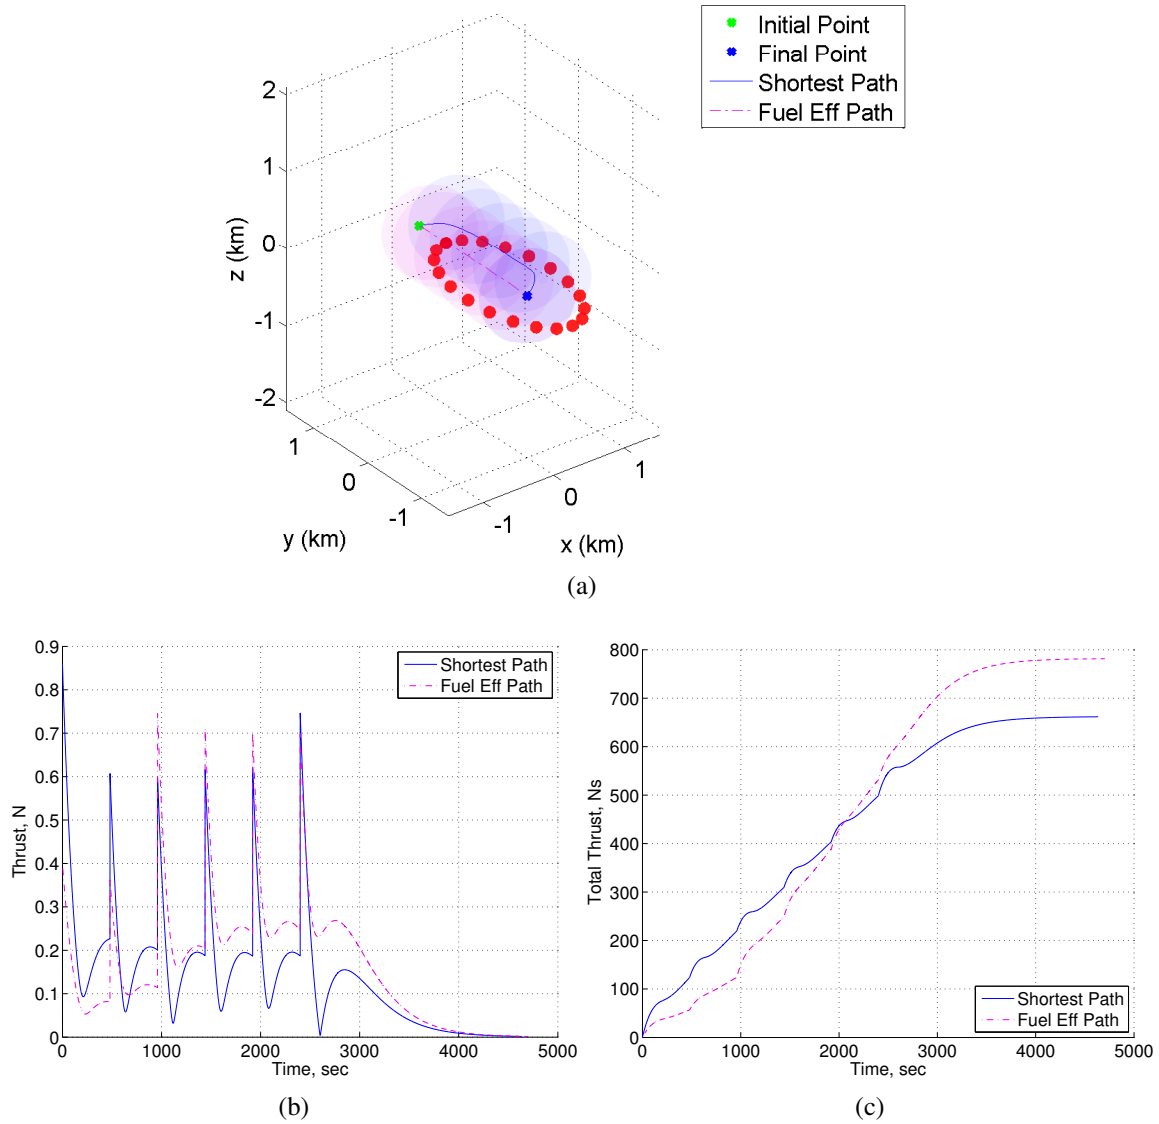 Initial Point
Final Point
Shortest Path
Fuel Eff Path
2
1
0
-1
-2
z (km)
1
0
-1
y (km)
-1
0
1
x (km)
(a)
0.9
0.8
0.7
0.6
0.5
0.4
0.3
0.2
0.1
0
Thrust, N
Shortest Path
Fuel Eff Path
0 1000 2000 3000 4000 5000
Time, sec
(b)
800
700
600
500
400
300
200
100
0
Total Thrust, Ns
Shortest Path
Fuel Eff Path
0 1000 2000 3000 4000 5000
Time, sec
(c)